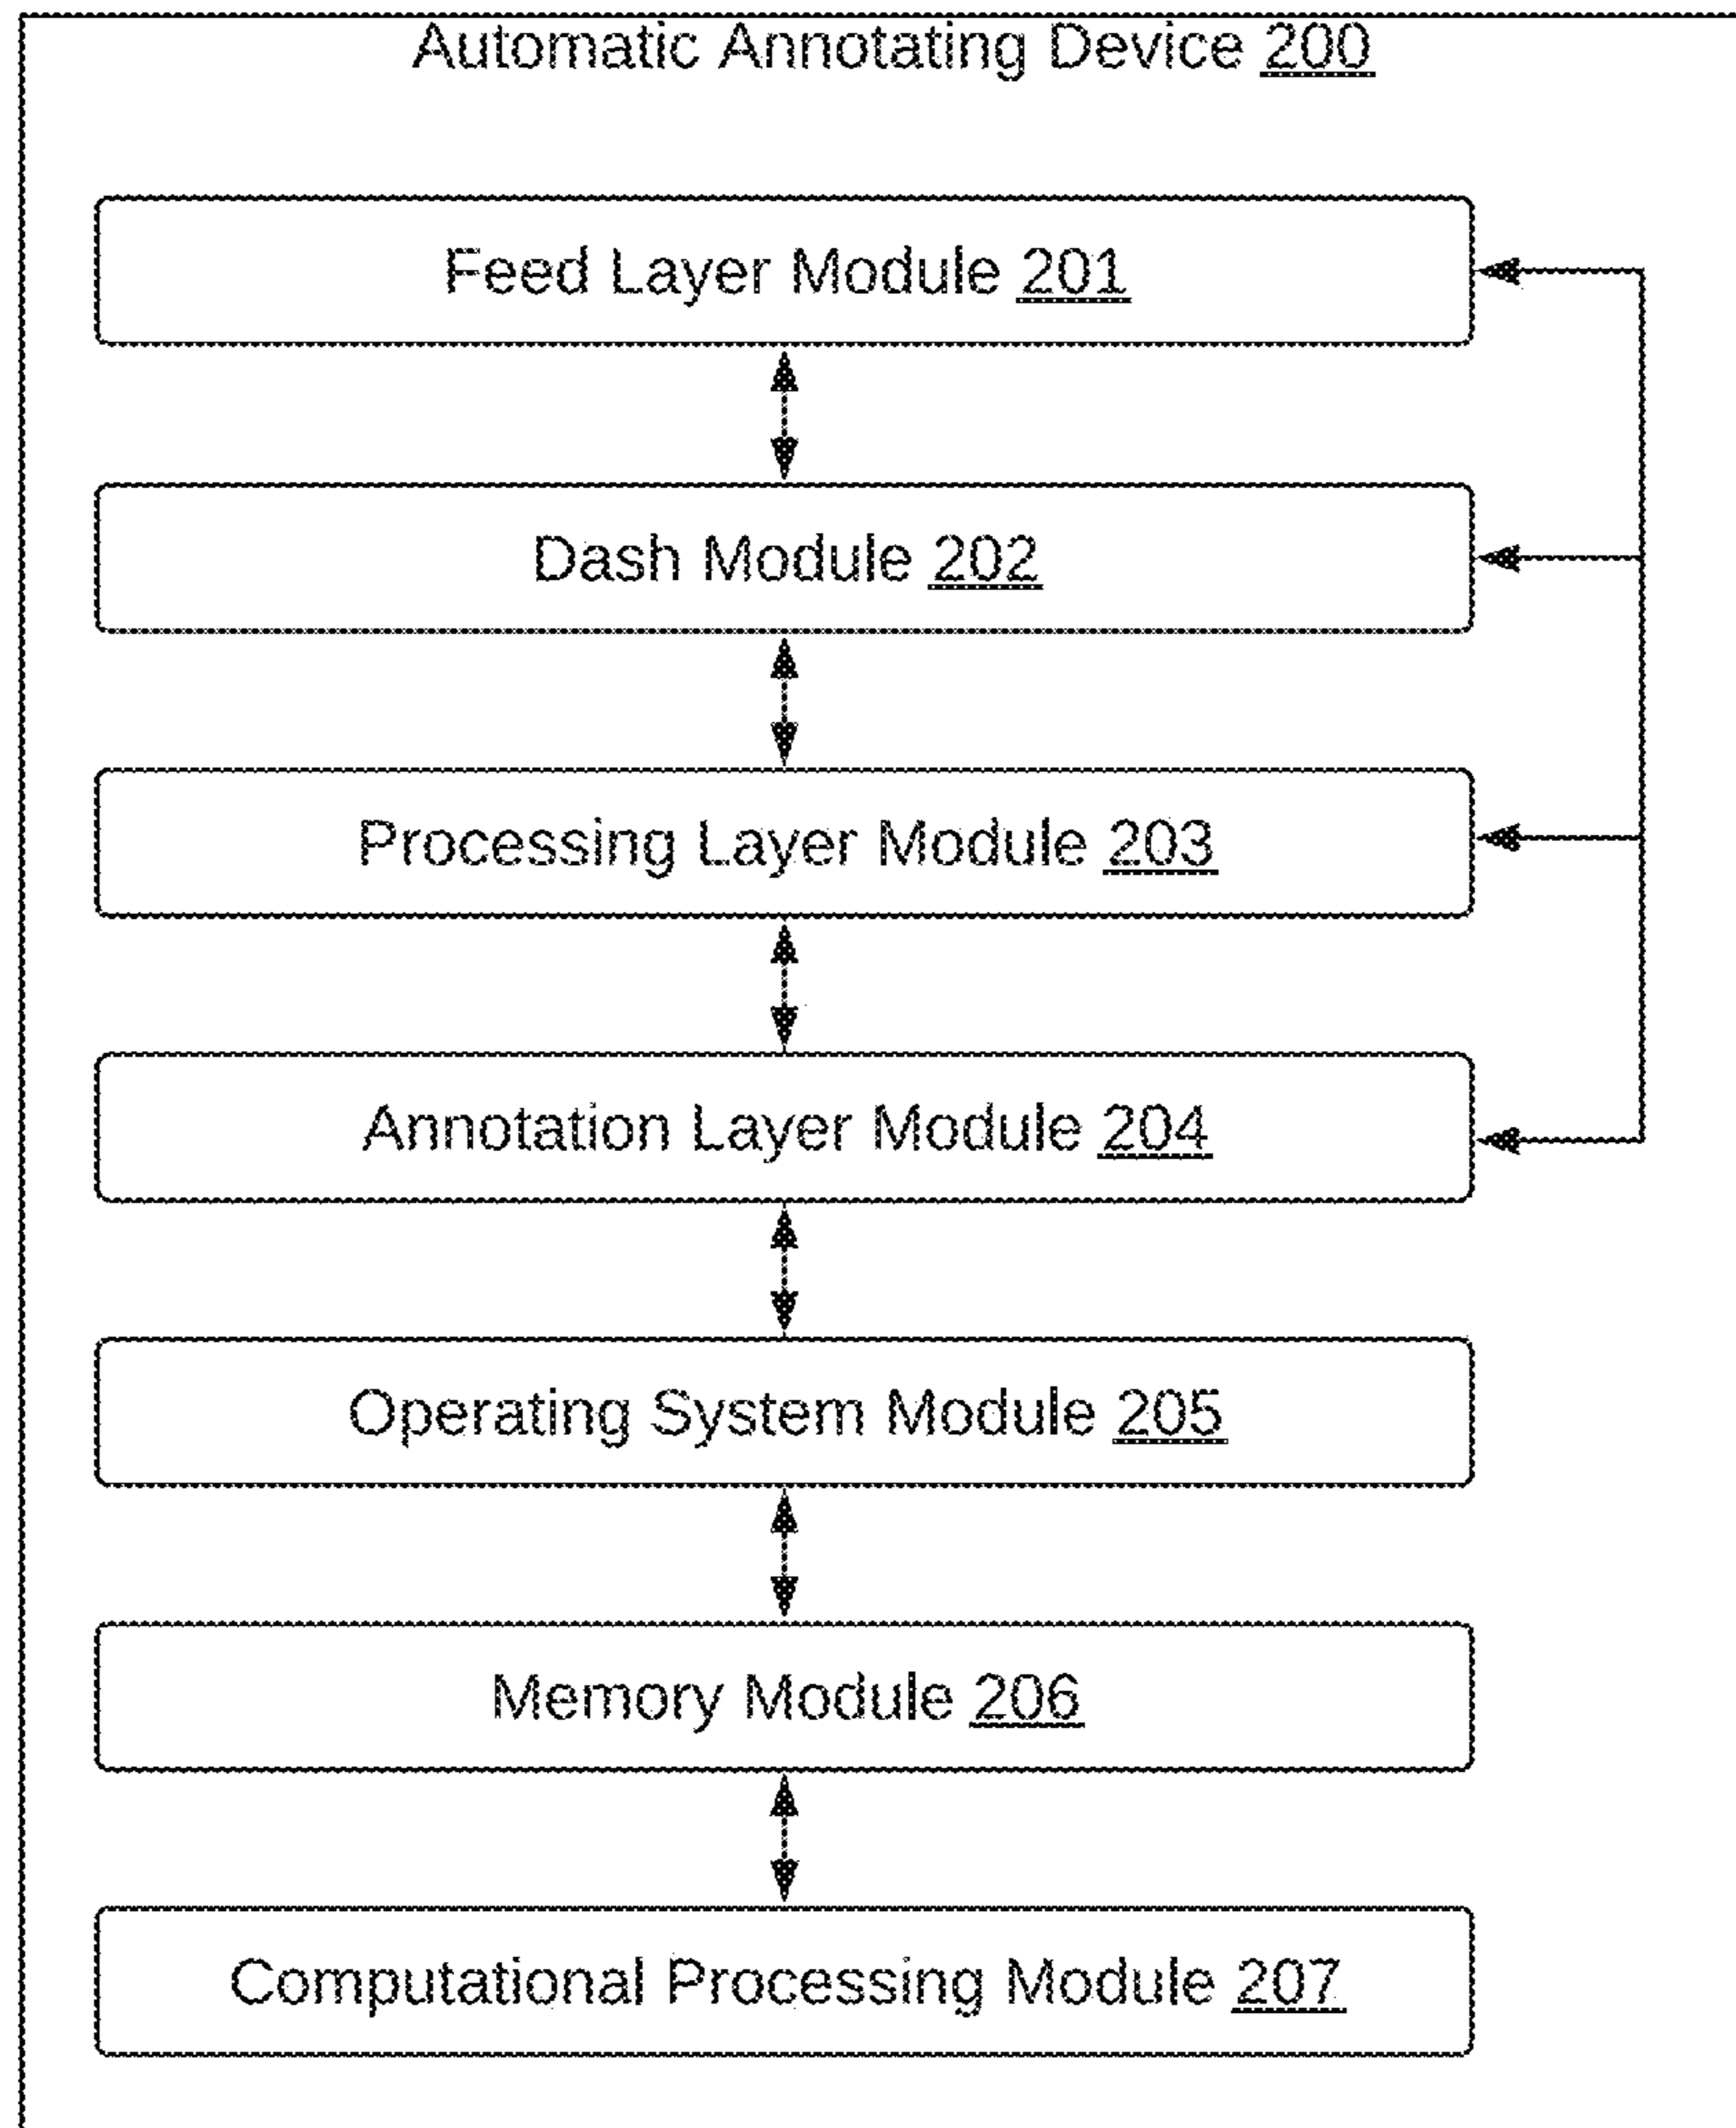 Automatic Annotating Device 200
Feed Layer Module 201
Dash Module 202
Processing Layer Module 203
Annotation Layer Module 204
Operating System Module 205
Memory Module 206
Computational Processing Module 207